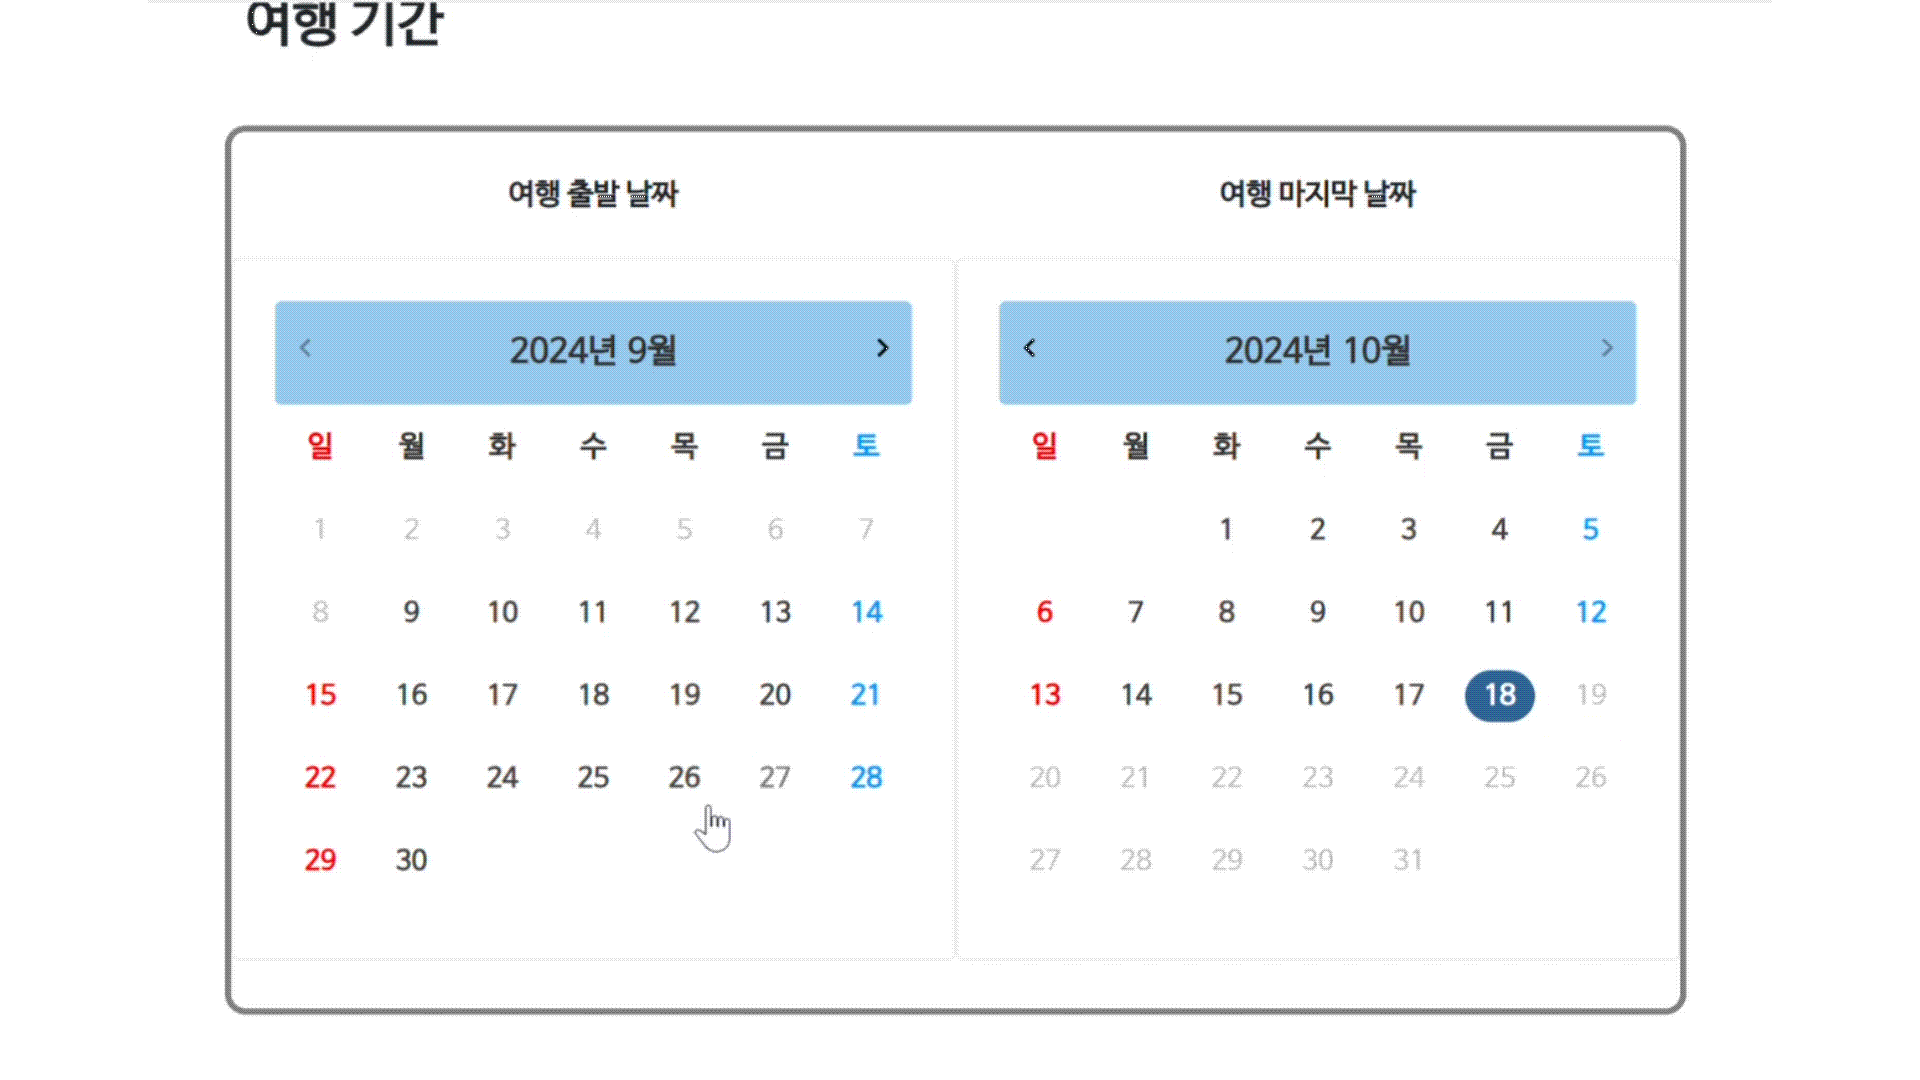 여행 기간
여행 출발 날짜
2024년 9월
일 월 화 수 목 금 토
1 2 3 4 5 6 7
8 9 10 11 12 13 14
15 16 17 18 19 20 21
22 23 24 25 26 27 28
29 30
여행 마지막 날짜
2024년 10월
일 월 화 수 목 금 토
1 2 3 4 5
6 7 8 9 10 11 12
13 14 15 16 17 18 19
20 21 22 23 24 25 26
27 28 29 30 31